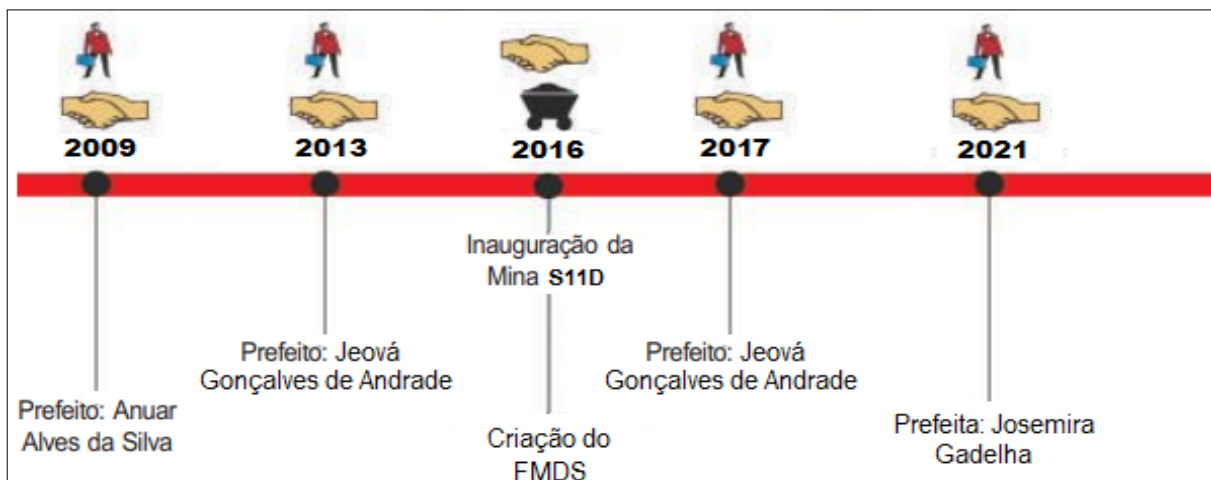 2009
2013
2016
2017
2021
Inauguração da
Mina S11D
Prefeito: Jeová
Gonçalves de Andrade
Prefeito: Jeová
Gonçalves de Andrade
Prefeito: Anuar
Alves da Silva
Criação do
FMDS
Prefeita: Josemira
Gadelha